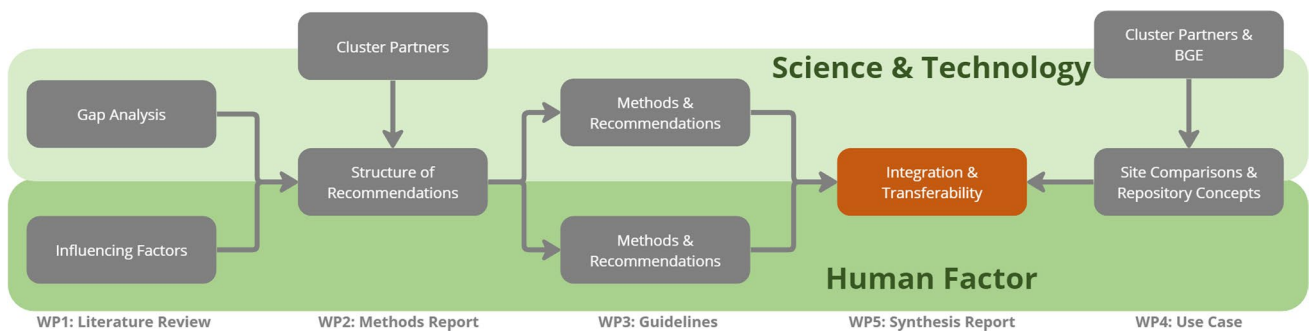 Cluster Partners
Cluster Partners &
BGE
Science & Technology
Gap Analysis
Methods &
Recommendations
Structure of
Recommendations
Integration &
Transferability
Site Comparisons &
Repository Concepts
Influencing Factors
Methods &
Recommendations
Human Factor
WP1: Literature Review
WP2: Methods Report
WP3: Guidelines
WP5: Synthesis Report
WP4: Use Case